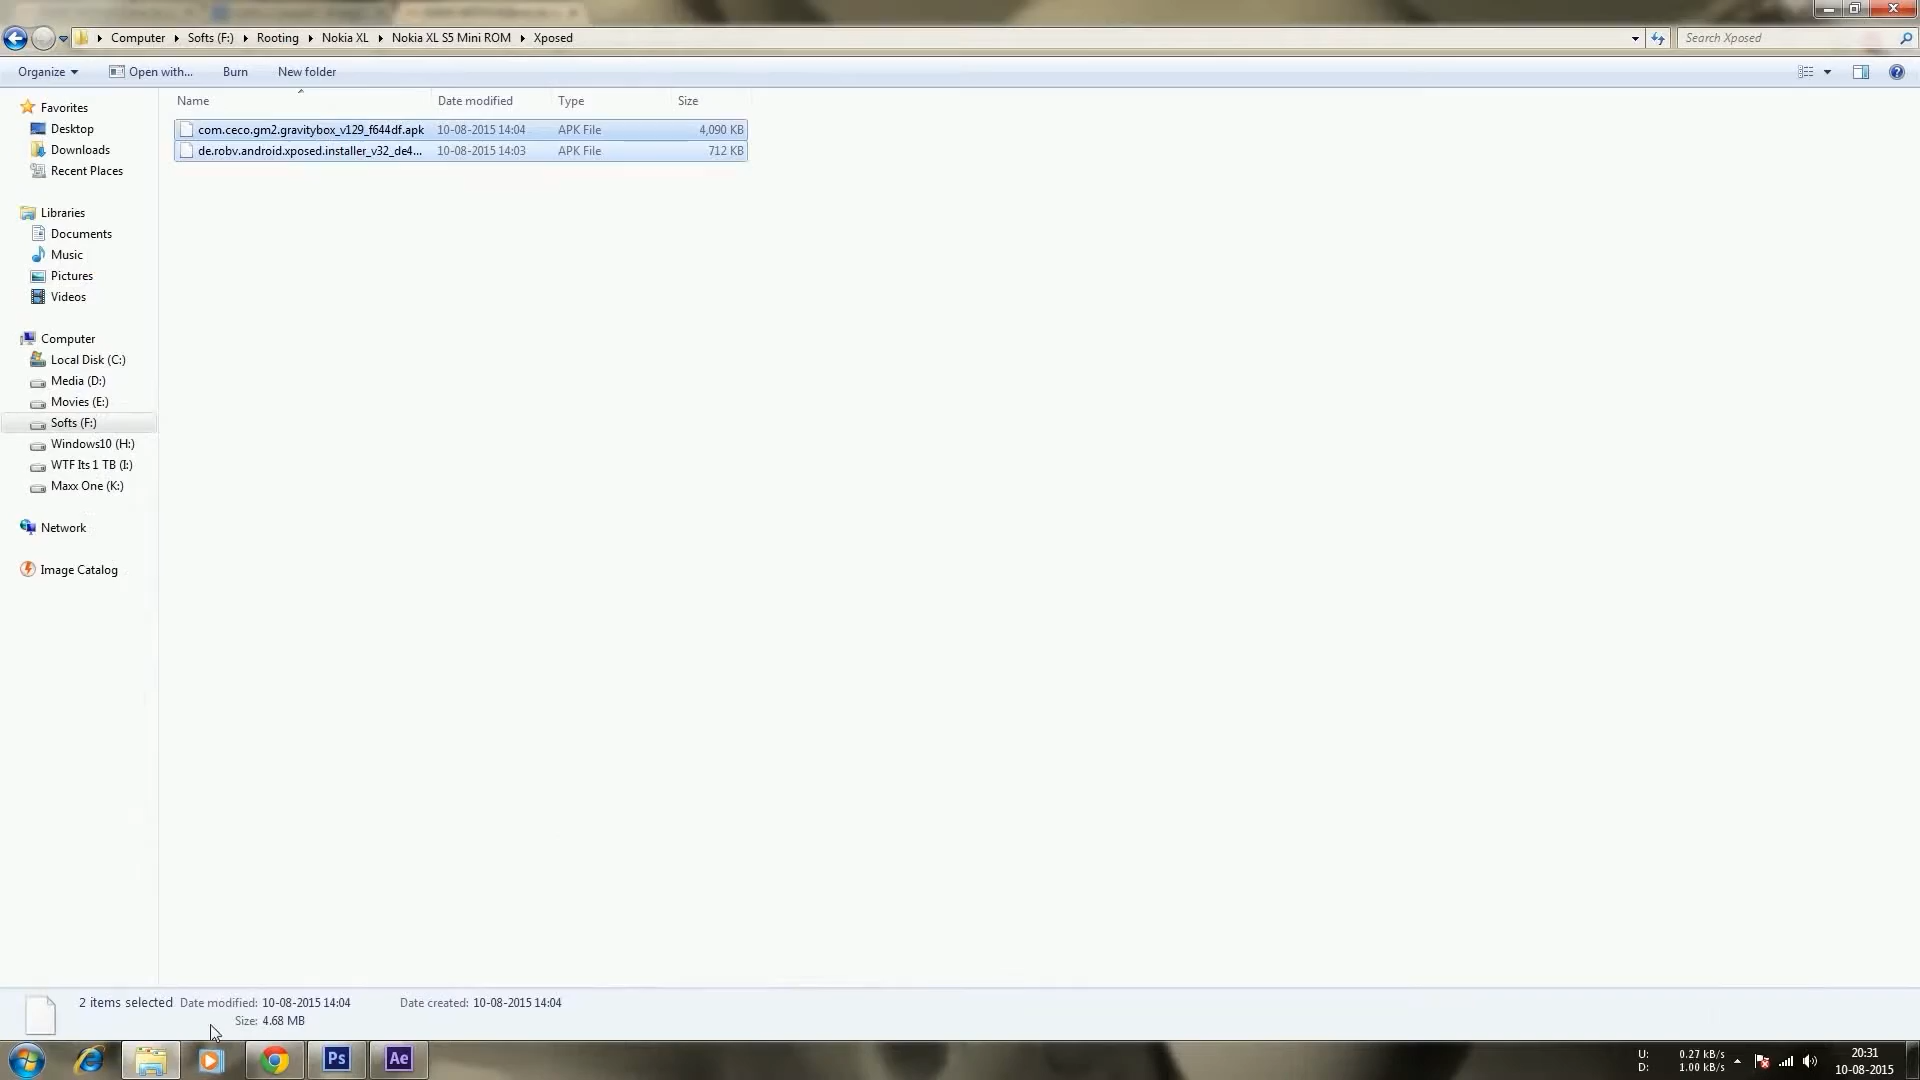 Computer Softs (F:) Rooting Nokia XL Nokia XL S5 Mini ROM Xposed Search Xposed
Organize Open with... Burn New folder
Name Date modified Type Size
com.ceco.gm2.gravitybox_v129_f644df.apk 10-08-2015 14:04 APK File 4,090 KB
de.robv.android.xposed.installer_v32_de4... 10-08-2015 14:03 APK File 712 KB
Favorites
Desktop
Downloads
Recent Places
Libraries
Documents
Music
Pictures
Videos
Computer
Local Disk (C:)
Media (D:)
Movies (E:)
Softs (F:)
Windows10 (H:)
WTF Its 1 TB (I:)
Maxx One (K:)
Network
Image Catalog
2 items selected Date modified: 10-08-2015 14:04 Date created: 10-08-2015 14:04
Size: 4.68 MB
Ps Ae
U: 0.27 kB/s
D: 1.00 kB/s
20:31
10-08-2015